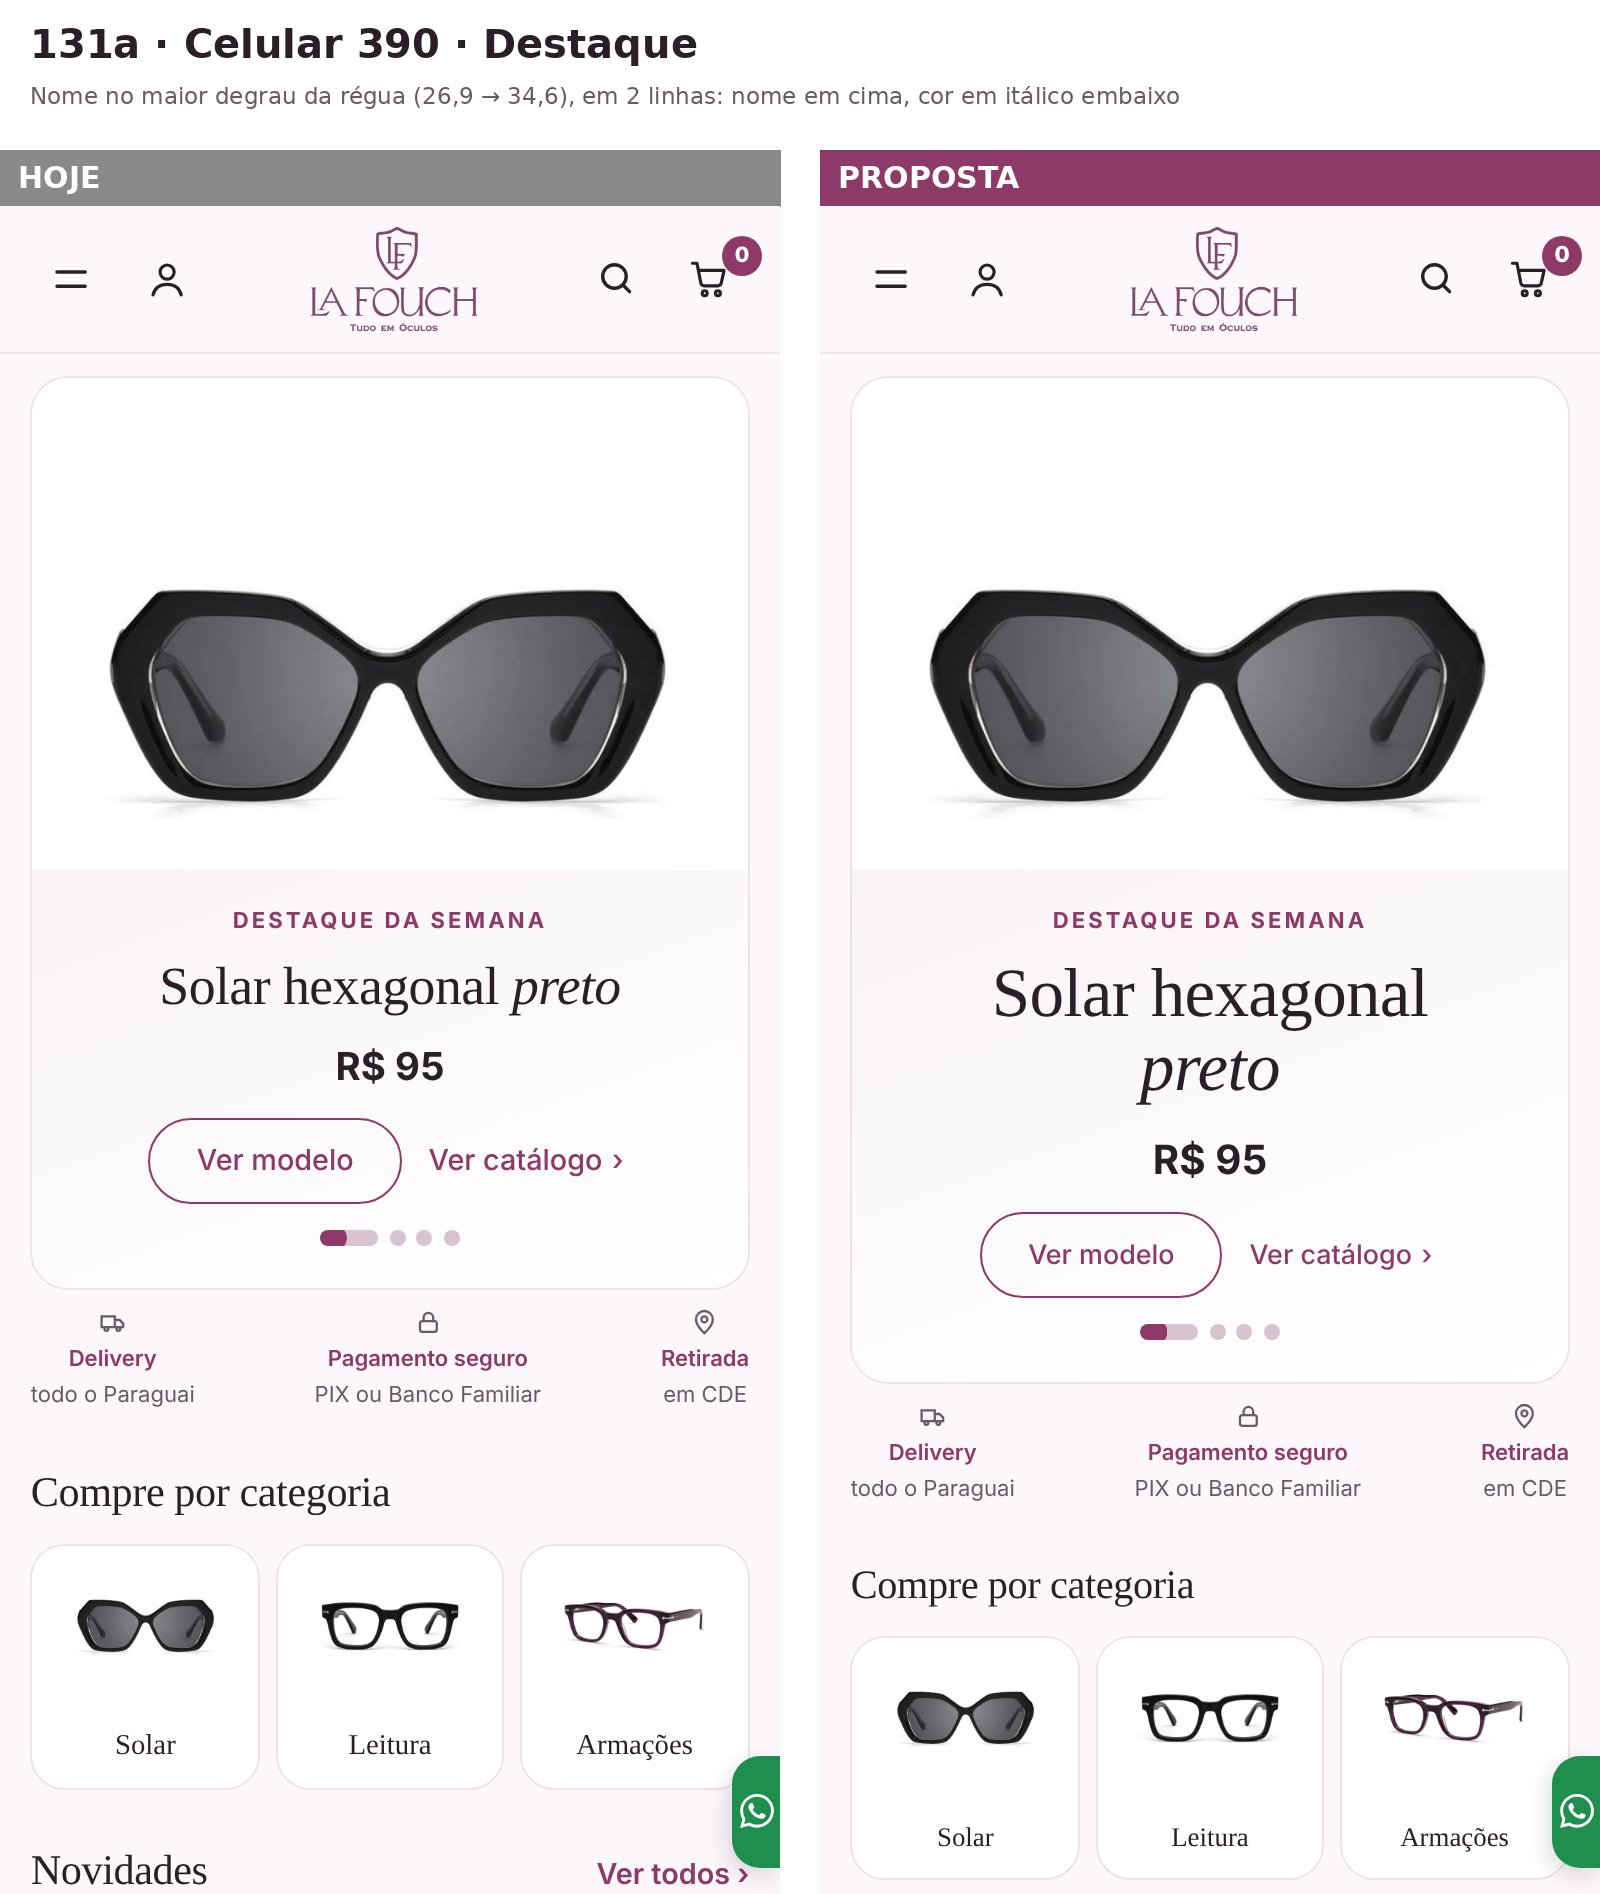 131a · Celular 390 · Destaque
Nome no maior degrau da régua (26,9 → 34,6), em 2 linhas: nome em cima, cor em itálico embaixo
HOJE
LF
0
LA FOUCH
TUDO EM ÓCULOS
DESTAQUE DA SEMANA
Solar hexagonal preto
R$ 95
Ver modelo
Ver catálogo ›
Delivery
todo o Paraguai
Pagamento seguro
PIX ou Banco Familiar
Retirada
em CDE
Compre por categoria
Solar
Leitura
Armações
Novidades
Ver todos ›
PROPOSTA
LF
0
LA FOUCH
TUDO EM ÓCULOS
DESTAQUE DA SEMANA
Solar hexagonal
preto
R$ 95
Ver modelo
Ver catálogo ›
Delivery
todo o Paraguai
Pagamento seguro
PIX ou Banco Familiar
Retirada
em CDE
Compre por categoria
Solar
Leitura
Armações